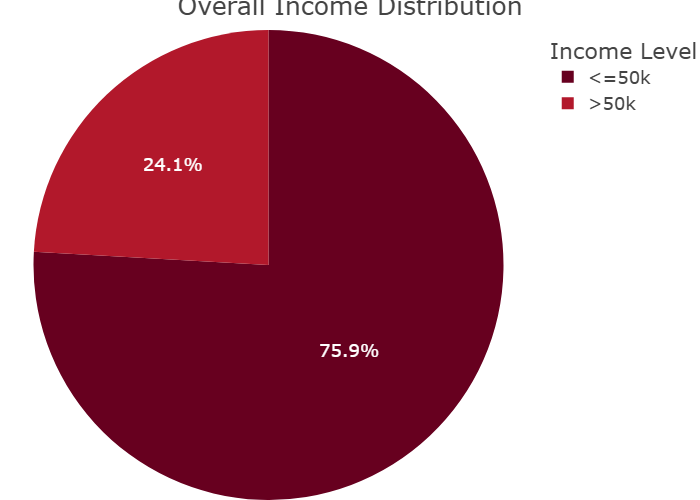 Overall Income Distribution
Income Level
<=50k
>50k
24.1%
75.9%